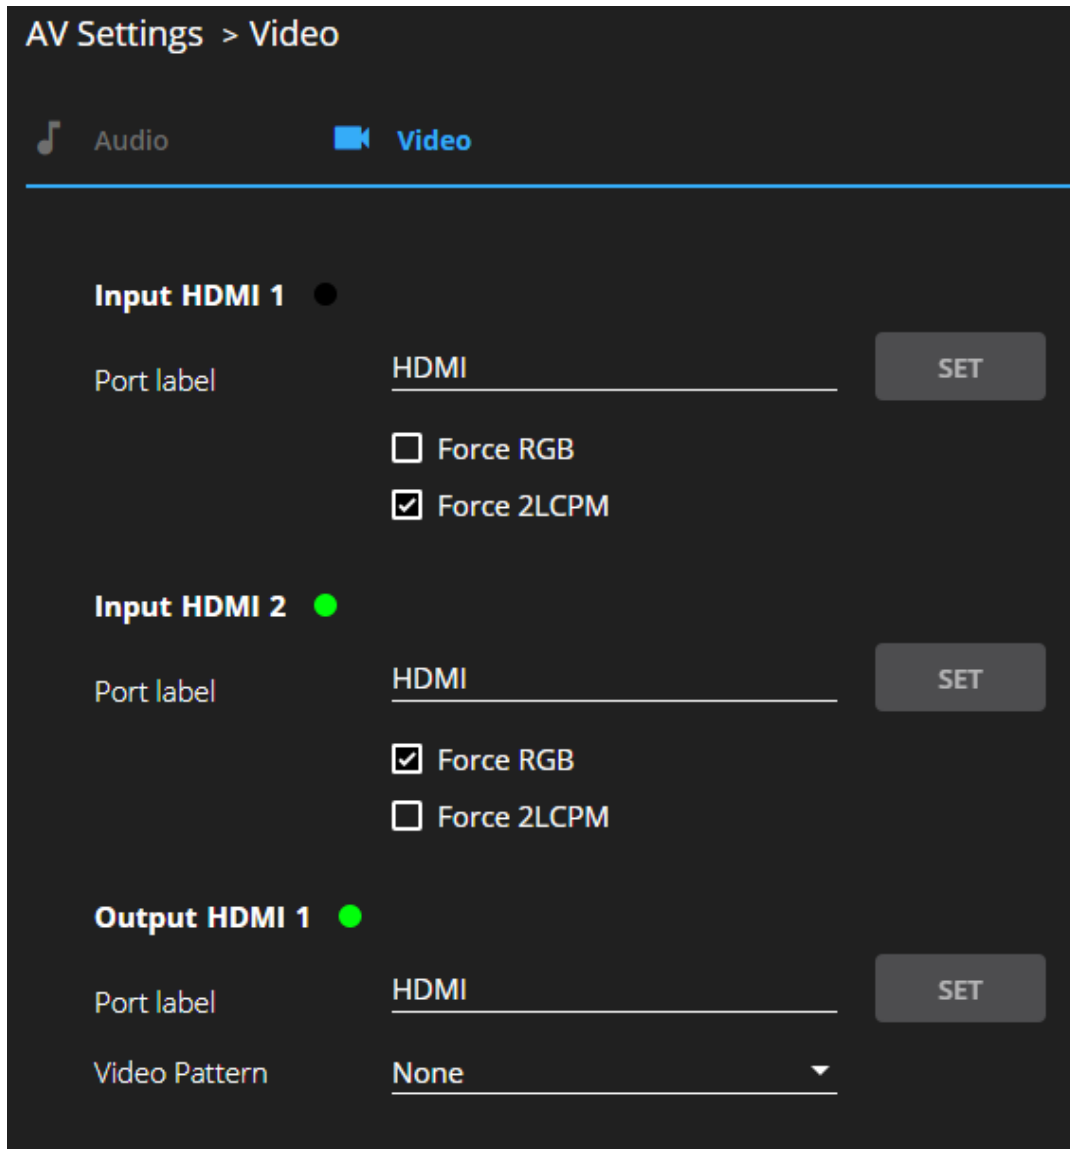 AV Settings > Video
Audio Video
Input HDMI 1
Port label HDMI SET
Force RGB
Force 2LCPM
Input HDMI 2
Port label HDMI SET
Force RGB
Force 2LCPM
Output HDMI 1
Port label HDMI SET
Video Pattern None